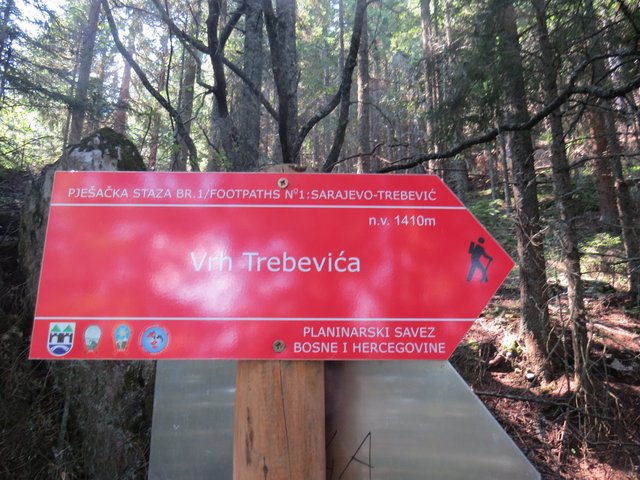 PJEŠAČKA STAZA BR.1/FOOTPATHS Nº1:SARAJEVO-TREBEVIĆ
n.v. 1410m
Vrh Trebevića
PLANINARSKI SAVEZ
BOSNE I HERCEGOVINE